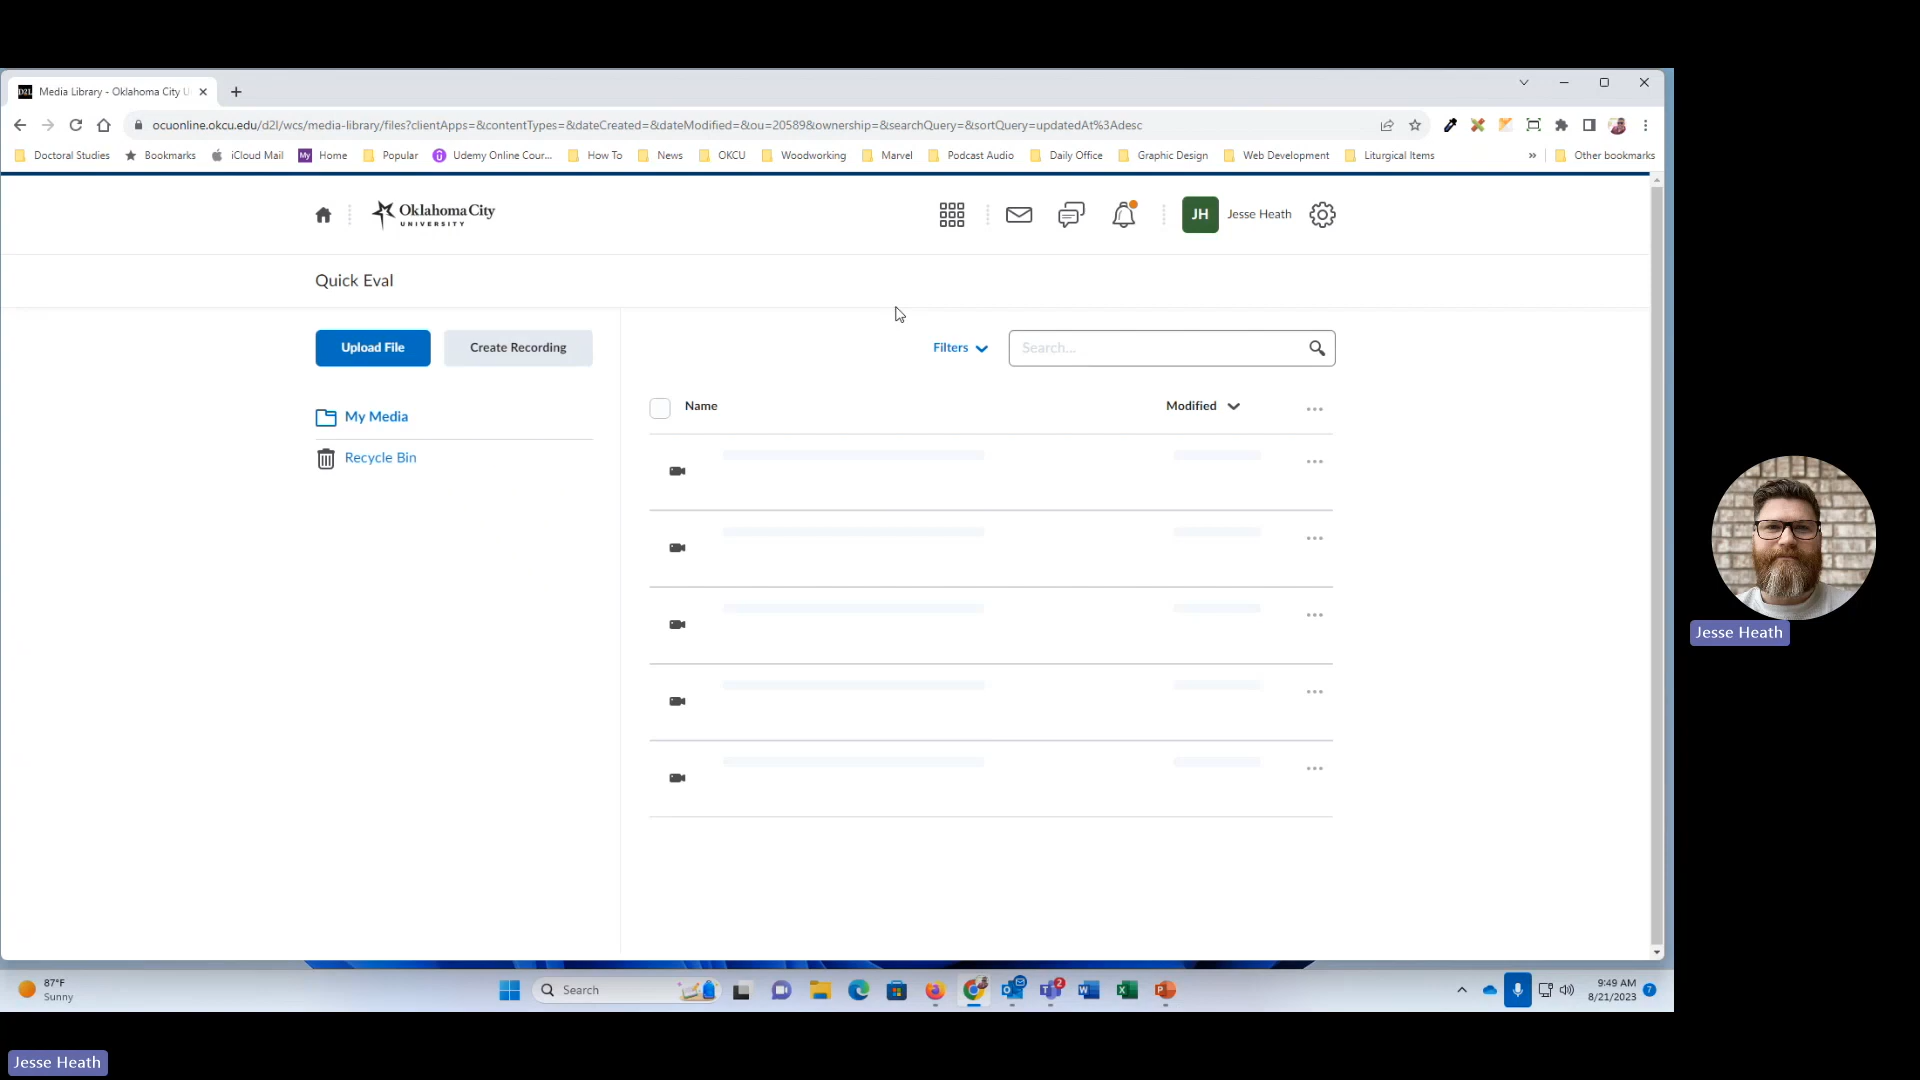 D2L Media Library - Oklahoma City U
ocuonline.okcu.edu/d2l/wcs/media-library/files?clientApps=&contentTypes=&dateCreated=&dateModified=&ou=20589&ownership=&searchQuery=&sortQuery=updatedAt%3Adesc
Doctoral Studies Bookmarks iCloud Mail My Home Popular Udemy Online Cour... How To News OKCU Woodworking Marvel Podcast Audio Daily Office Graphic Design Web Development Liturgical Items » Other bookmarks
Oklahoma City
UNIVERSITY
JH Jesse Heath
Quick Eval
Upload File Create Recording Filters Search...
Name Modified
My Media
Recycle Bin
Jesse Heath
87°F
Sunny
Search
2
9:49 AM
8/21/2023
7
Jesse Heath